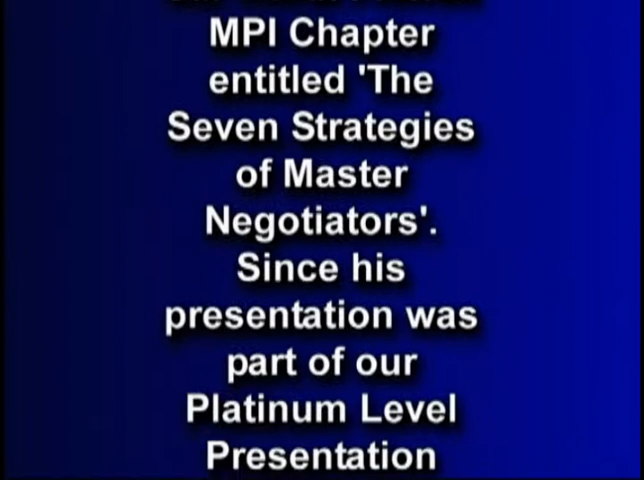 MPI Chapter
entitled 'The
Seven Strategies
of Master
Negotiators'.
Since his
presentation was
part of our
Platinum Level
Presentation